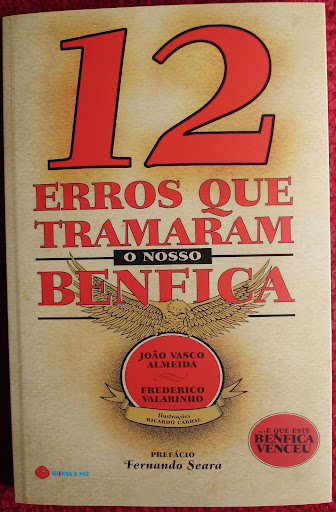 12
ERROS QUE
TRAMARAM
O NOSSO
BENFICA
JOÃO VASCO
ALMEIDA
FREDERICO
VALARINHO
Ilustrações
RICARDO CABRAL
...E QUE ESTE
BENFICA
VENCEU
PREFÁCIO
Fernando Seara
GUERRA & PAZ